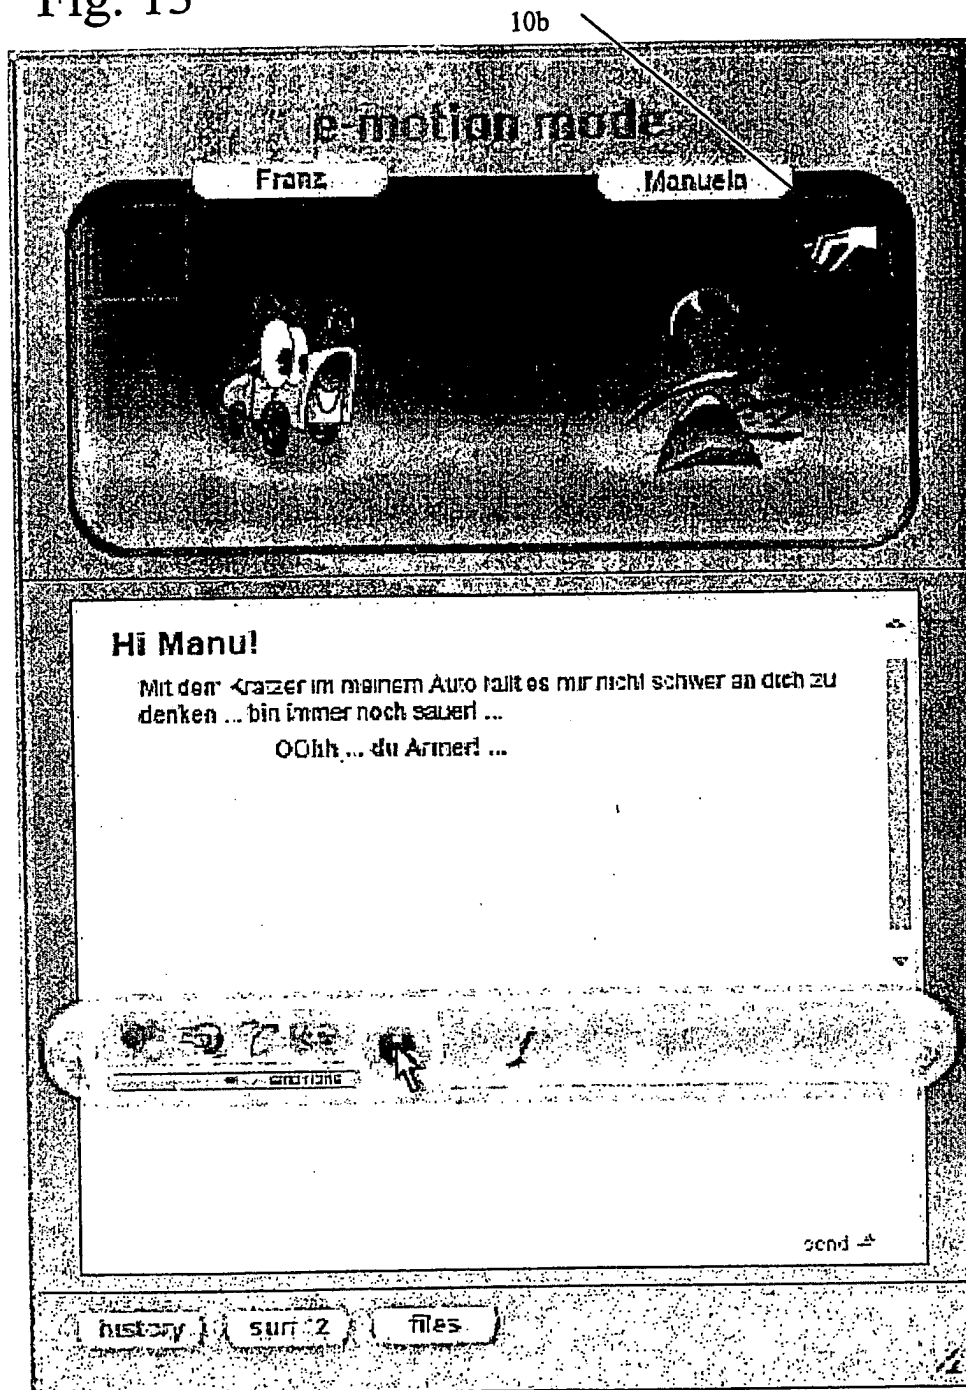 Fig. 13
10b
e-motion mode
Franz
Manuela
Hi Manu!
Mit dem Kratzer im meinem Auto fällt es mir nicht schwer an dich zu
denken ... bin immer noch sauer! ...
OOhh ... du Armer! ...
emotions
send
history
surf 2
files